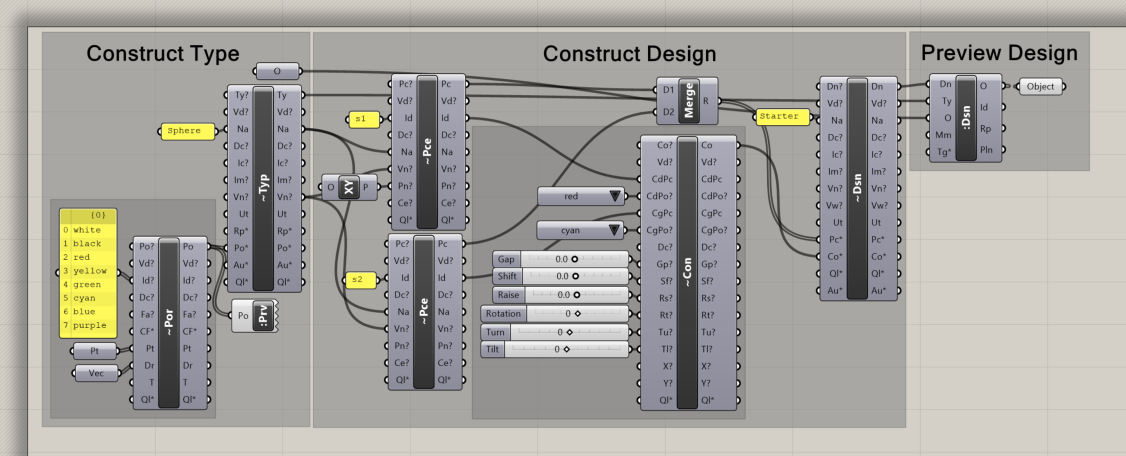 Construct Type
Construct Design
Preview Design
O
Sphere
Ty? Ty
Vd? Vd?
Na Na
Dc? Dc?
Ic? Ic?
Im? Im?
Vn? Vn?
Ut Ut
Rp* Rp*
Po* Po*
Au* Au*
Ql* Ql*
~Typ
{0}
0 white
1 black
2 red
3 yellow
4 green
5 cyan
6 blue
7 purple
Pt
Vec
Po? Po
Vd? Vd?
Id? Id?
Dc? Dc?
Fa? Fa?
CF* CF*
Pt Pt
Dr Dr
T T
Ql* Ql*
~Por
Po :Prv
O XY P
s1
Pc? Pc
Vd? Vd?
Id Id
Dc? Dc?
Na Na
Vn? Vn?
Pn? Pn?
Ce? Ce?
Ql* Ql*
~Pce
s2
Pc? Pc
Vd? Vd?
Id Id
Dc? Dc?
Na Na
Vn? Vn?
Pn? Pn?
Ce? Ce?
Ql* Ql*
~Pce
D1
D2
Merge
R
red
cyan
Gap 0.0
Shift 0.0
Raise 0.0
Rotation 0
Turn 0
Tilt 0
Co? Co
Vd? Vd?
CdPc CdPc
CdPo? CdPo?
CgPc CgPc
CgPo? CgPo?
Dc? Dc?
Gp? Gp?
Sf? Sf?
Rs? Rs?
Rt? Rt?
Tu? Tu?
Tl? Tl?
X? X?
Y? Y?
Ql* Ql*
~Con
Starter
Dn? Dn
Vd? Vd?
Na Na
Dc? Dc?
Ic? Ic?
Im? Im?
Vn? Vn?
Vw? Vw?
Ut Ut
Pc* Pc*
Co* Co*
Ql* Ql*
Au* Au*
~Dsn
Dn O
Ty Id
O Rp
Mm Pln
Tg*
:Dsn
Object